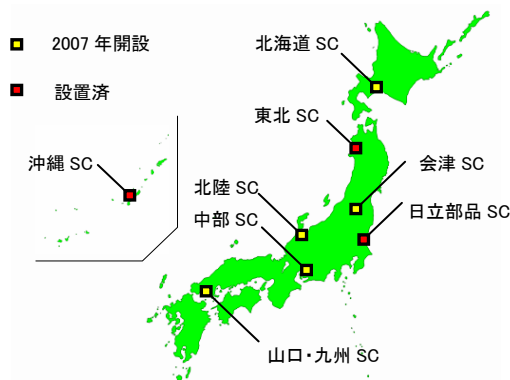 2007 年開設
設置済
北海道 SC
東北 SC
沖縄 SC
会津 SC
北陸 SC
日立部品 SC
中部 SC
山口・九州 SC